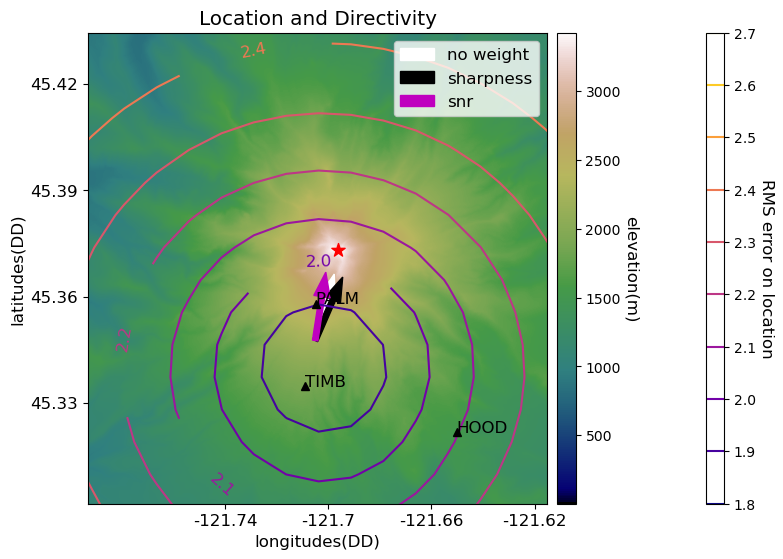 Location and Directivity
no weight
sharpness
snr
2.4
2.0
2.2
2.1
PALM
TIMB
HOOD
45.42
45.39
45.36
45.33
latitudes(DD)
-121.74
-121.7
-121.66
-121.62
longitudes(DD)
3000
2500
2000
1500
1000
500
elevation(m)
2.7
2.6
2.5
2.4
2.3
2.2
2.1
2.0
1.9
1.8
RMS error on location